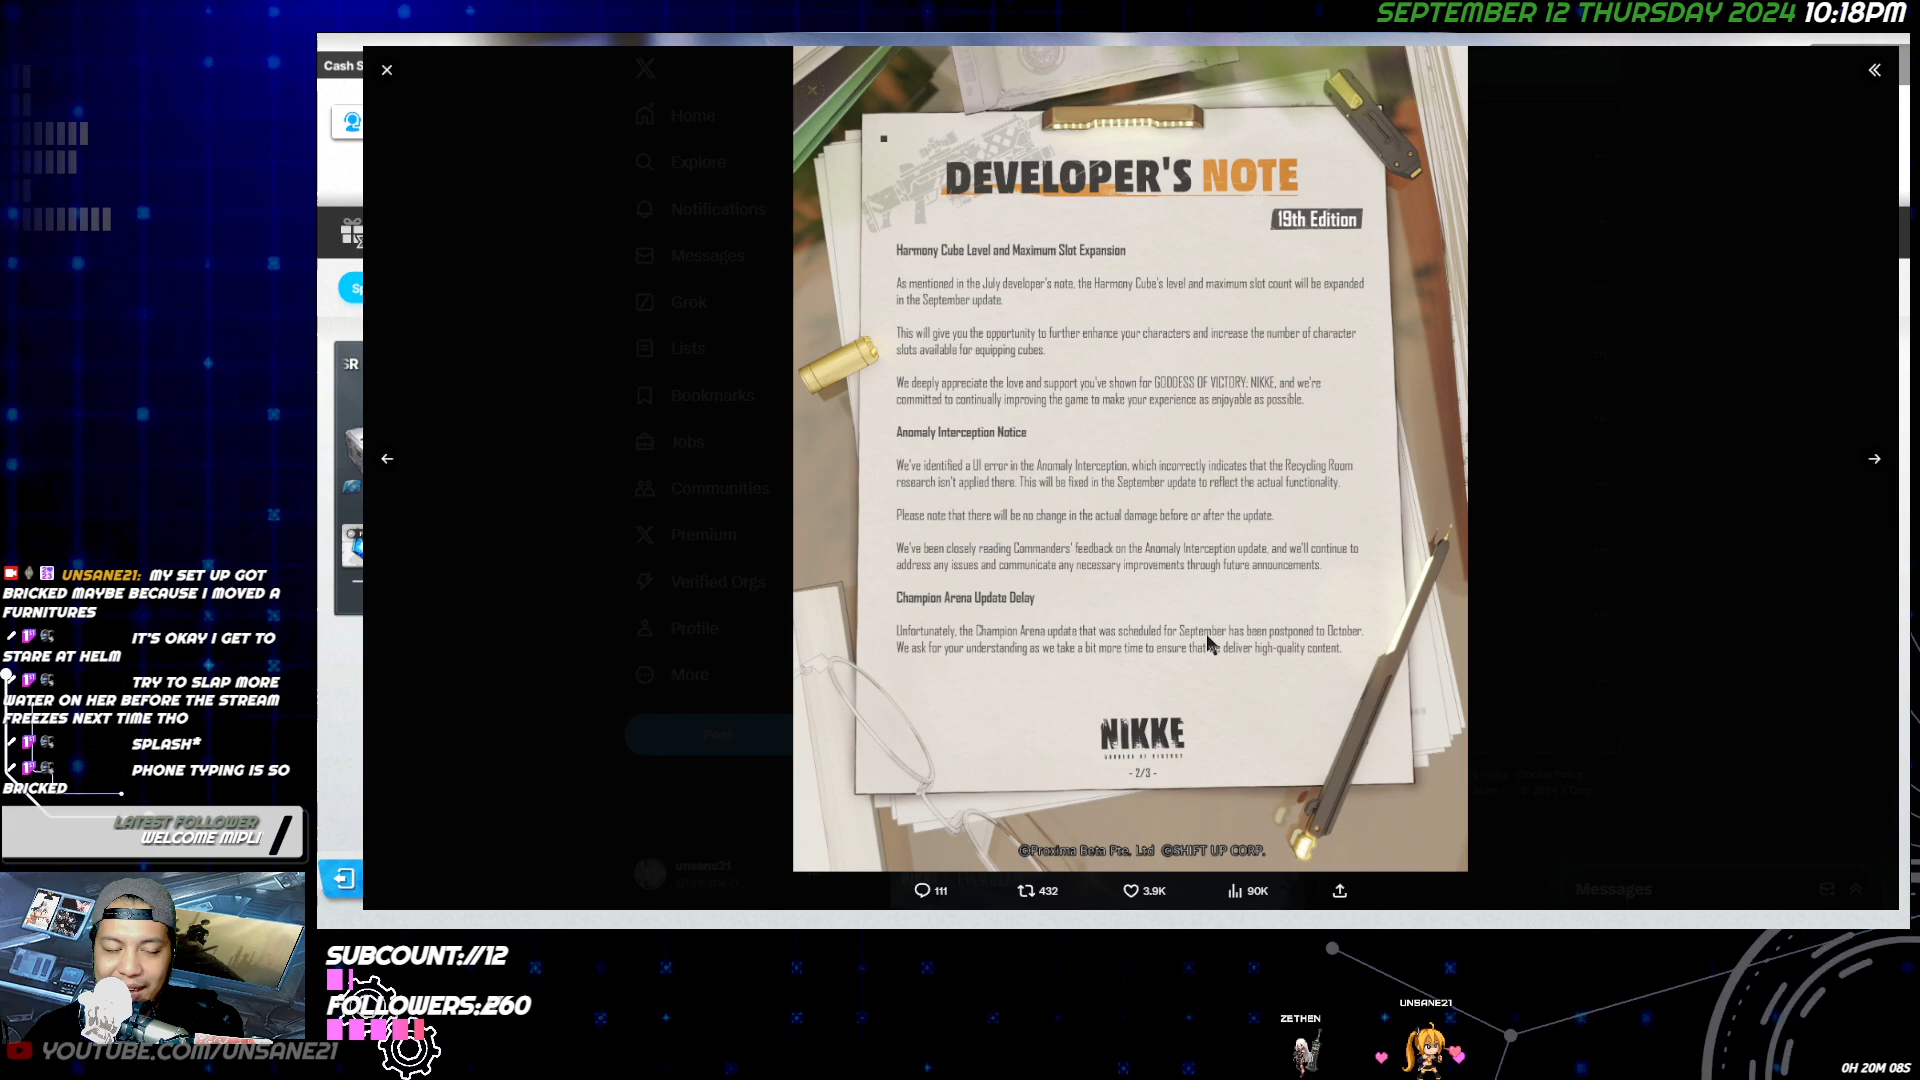 SEPTEMBER 12 THURSDAY 2024 10:18PM
Cash S
Home
Explore
Notifications
Messages
Grok
Lists
Bookmarks
Jobs
Communities
Premium
Verified Orgs
Profile
More
Post
unsane21
SR
DEVELOPER'S NOTE
19th Edition
Harmony Cube Level and Maximum Slot Expansion
As mentioned in the July developer's note, the Harmony Cube's level and maximum slot count will be expanded
in the September update.
This will give you the opportunity to further enhance your characters and increase the number of character
slots available for equipping cubes.
We deeply appreciate the love and support you've shown for GODDESS OF VICTORY: NIKKE, and we're
committed to continually improving the game to make your experience as enjoyable as possible.
Anomaly Interception Notice
We've identified a UI error in the Anomaly Interception, which incorrectly indicates that the Recycling Room
research isn't applied there. This will be fixed in the September update to reflect the actual functionality.
Please note that there will be no change in the actual damage before or after the update.
We've been closely reading Commanders' feedback on the Anomaly Interception update, and we'll continue to
address any issues and communicate any necessary improvements through future announcements.
Champion Arena Update Delay
Unfortunately, the Champion Arena update that was scheduled for September has been postponed to October.
We ask for your understanding as we take a bit more time to ensure that deliver high-quality content.
NIKKE
GODDESS OF VICTORY
- 2/3 -
©Proxima Beta Pte. Ltd ©SHIFT UP CORP.
111
432
3.9K
90K
Messages
UNSANE21: MY SET UP GOT
BRICKED MAYBE BECAUSE I MOVED A
FURNITURES
IT'S OKAY I GET TO
STARE AT HELM
TRY TO SLAP MORE
WATER ON HER BEFORE THE STREAM
FREEZES NEXT TIME THO
SPLASH*
PHONE TYPING IS SO
BRICKED
LATEST FOLLOWER
WELCOME MIPLI
YOUTUBE.COM/UNSANE21
SUBCOUNT://12
FOLLOWERS:260
ZETHEN
UNSANE21
0H 20M 08S